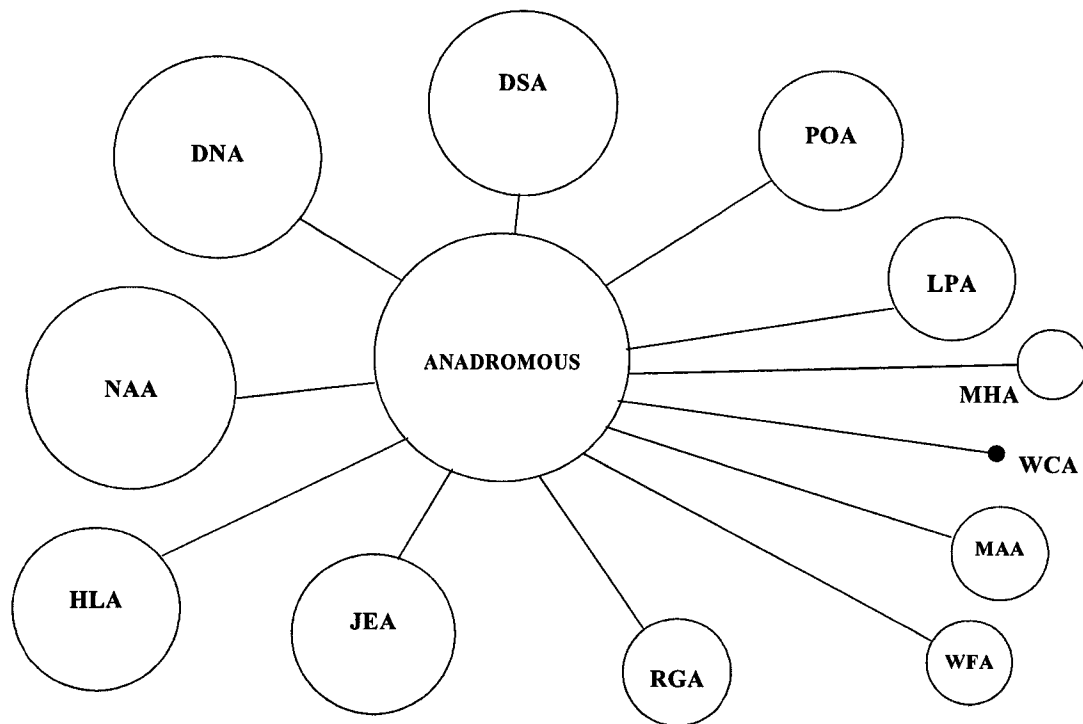 DSA
POA
DNA
LPA
ANADROMOUS
NAA
MHA
WCA
MAA
HLA
JEA
WFA
RGA